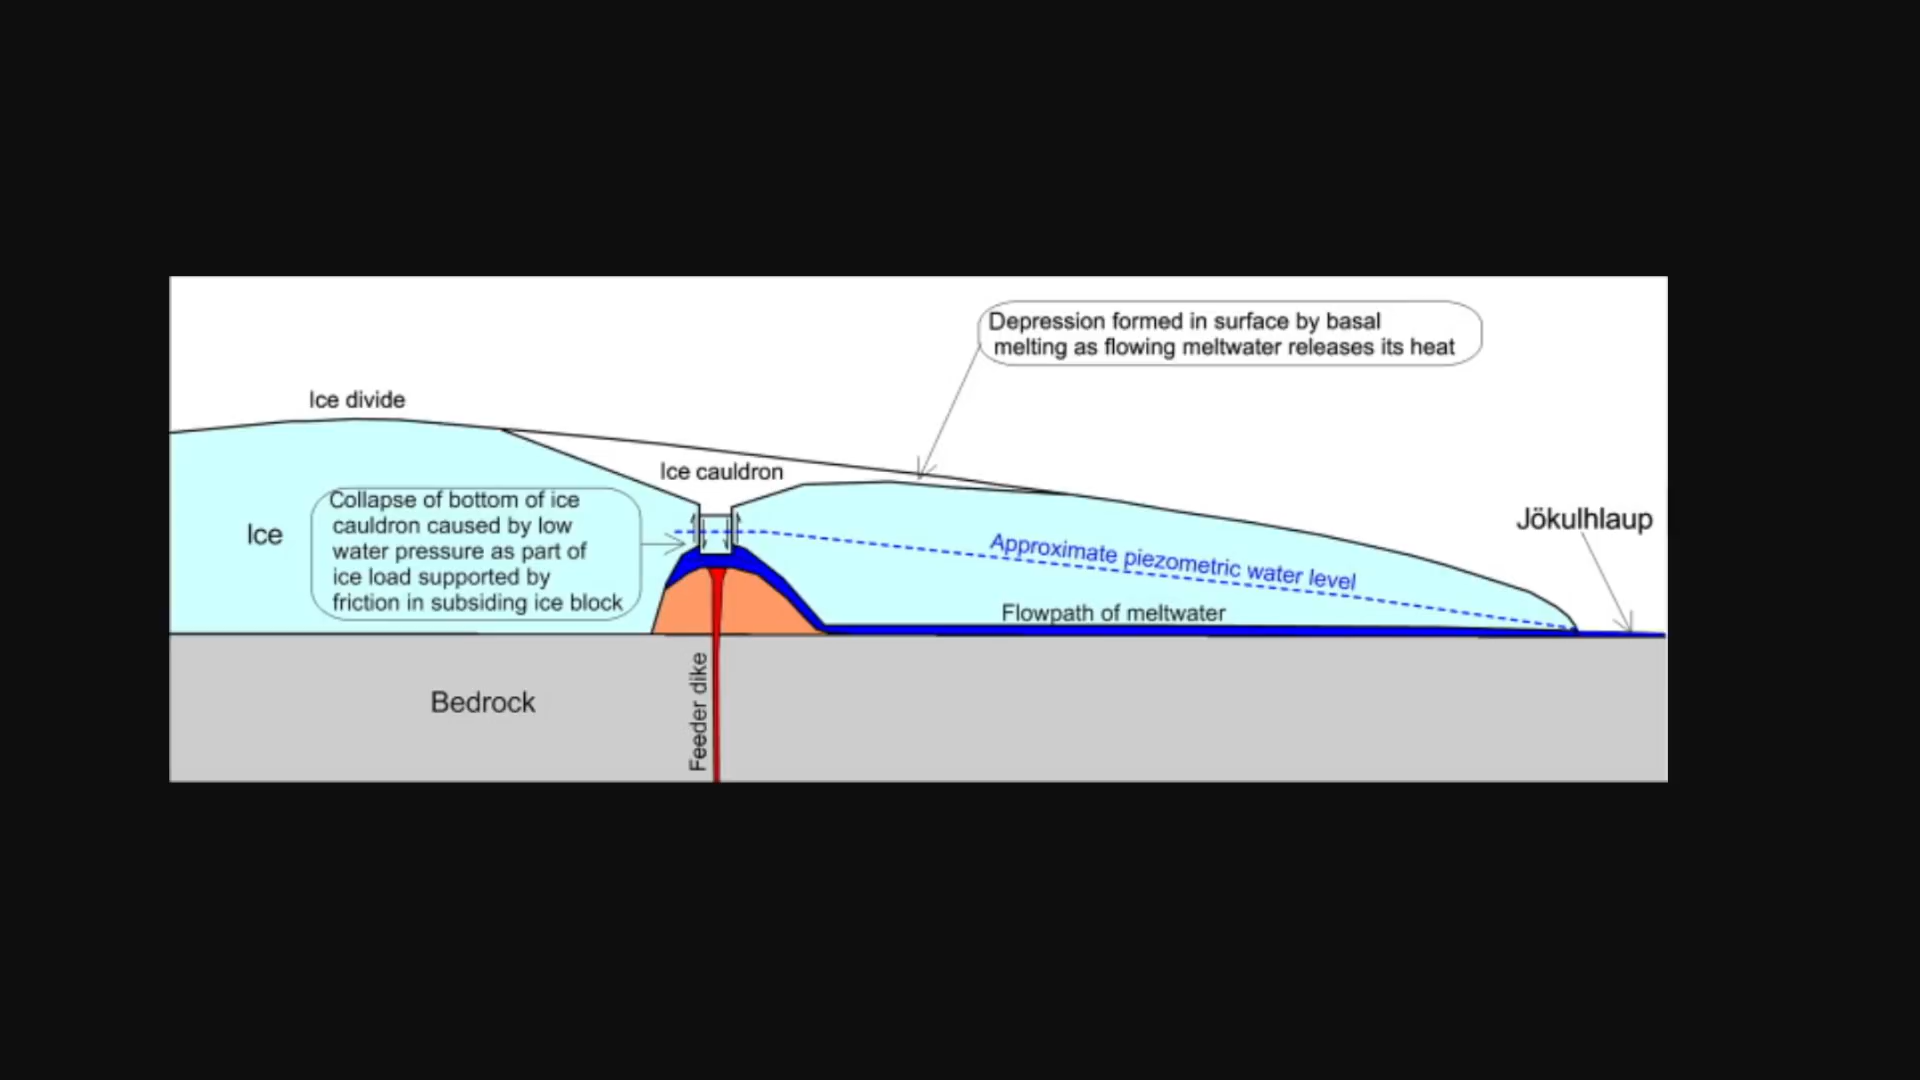 Depression formed in surface by basal
melting as flowing meltwater releases its heat
Ice divide
Ice cauldron
Collapse of bottom of ice
cauldron caused by low
water pressure as part of
ice load supported by
friction in subsiding ice block
Ice
Jökulhlaup
Approximate piezometric water level
Flowpath of meltwater
Feeder dike
Bedrock